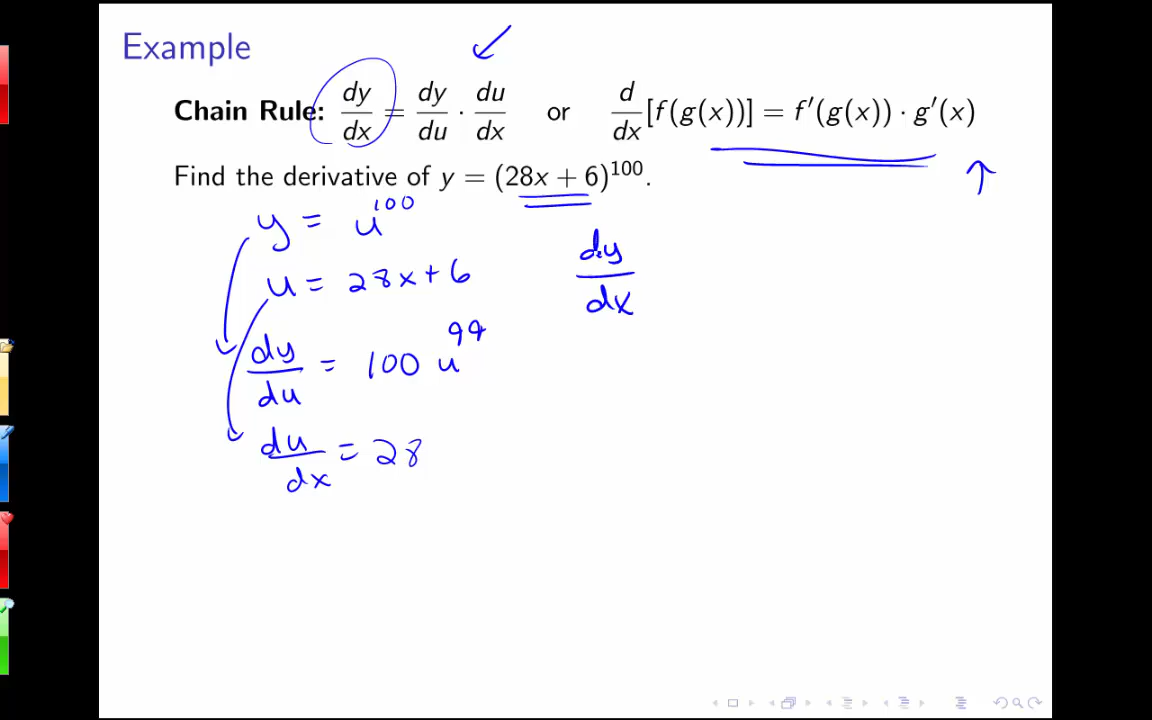 Example
Chain Rule: dy/dx = dy/du · du/dx or d/dx [f(g(x))] = f′(g(x)) · g′(x)
Find the derivative of y = (28x + 6)^100.
y = u^100
u = 28x + 6
dy/du = 100 u^99
du/dx = 28
dy/dx